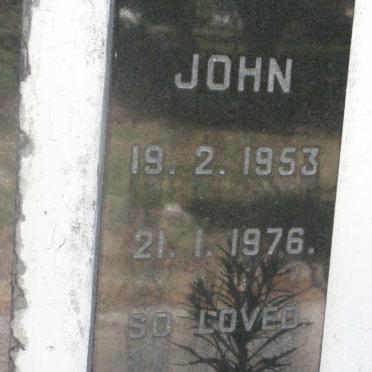 JOHN
19. 2. 1953
21. 1. 1976.
SO LOVED